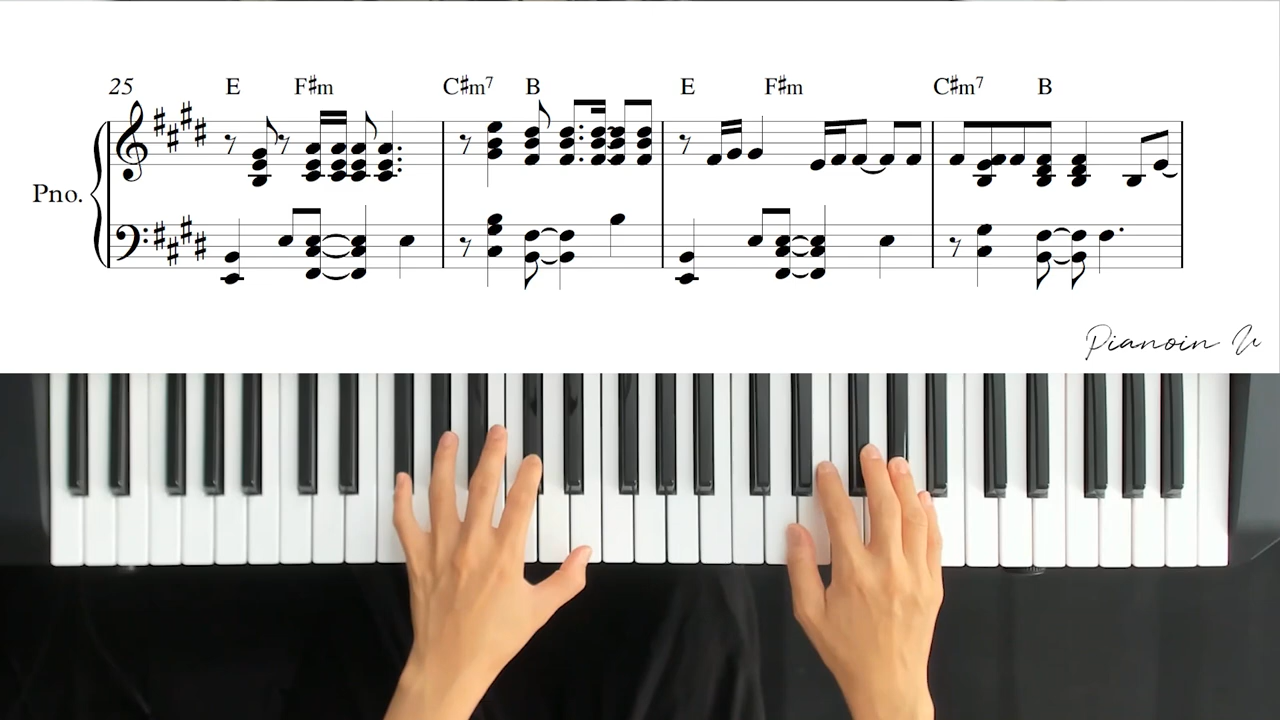 25 E F♯m C♯m7 B E F♯m C♯m7 B
Pno.
Pianoin U